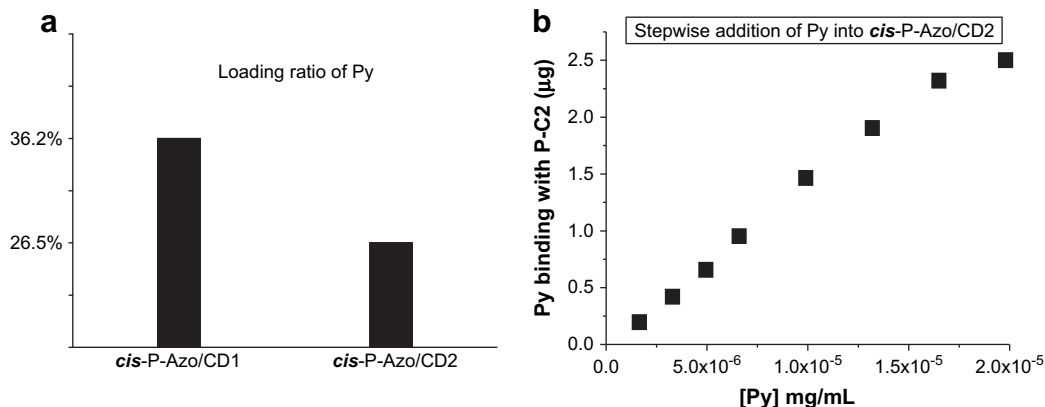 a
Loading ratio of Py
36.2%
26.5%
cis-P-Azo/CD1
cis-P-Azo/CD2
b
Stepwise addition of Py into cis-P-Azo/CD2
Py binding with P-C2 (μg)
2.5
2.0
1.5
1.0
0.5
0.0
0.0
5.0x10⁻⁶
1.0x10⁻⁵
1.5x10⁻⁵
2.0x10⁻⁵
[Py] mg/mL